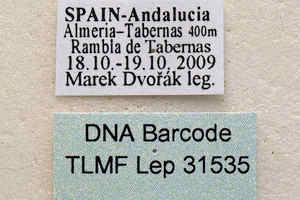 SPAIN-Andalucia
Almeria-Tabernas 400m
Rambla de Tabernas
18.10.-19.10. 2009
Marek Dvořák leg.
DNA Barcode
TLMF Lep 31535